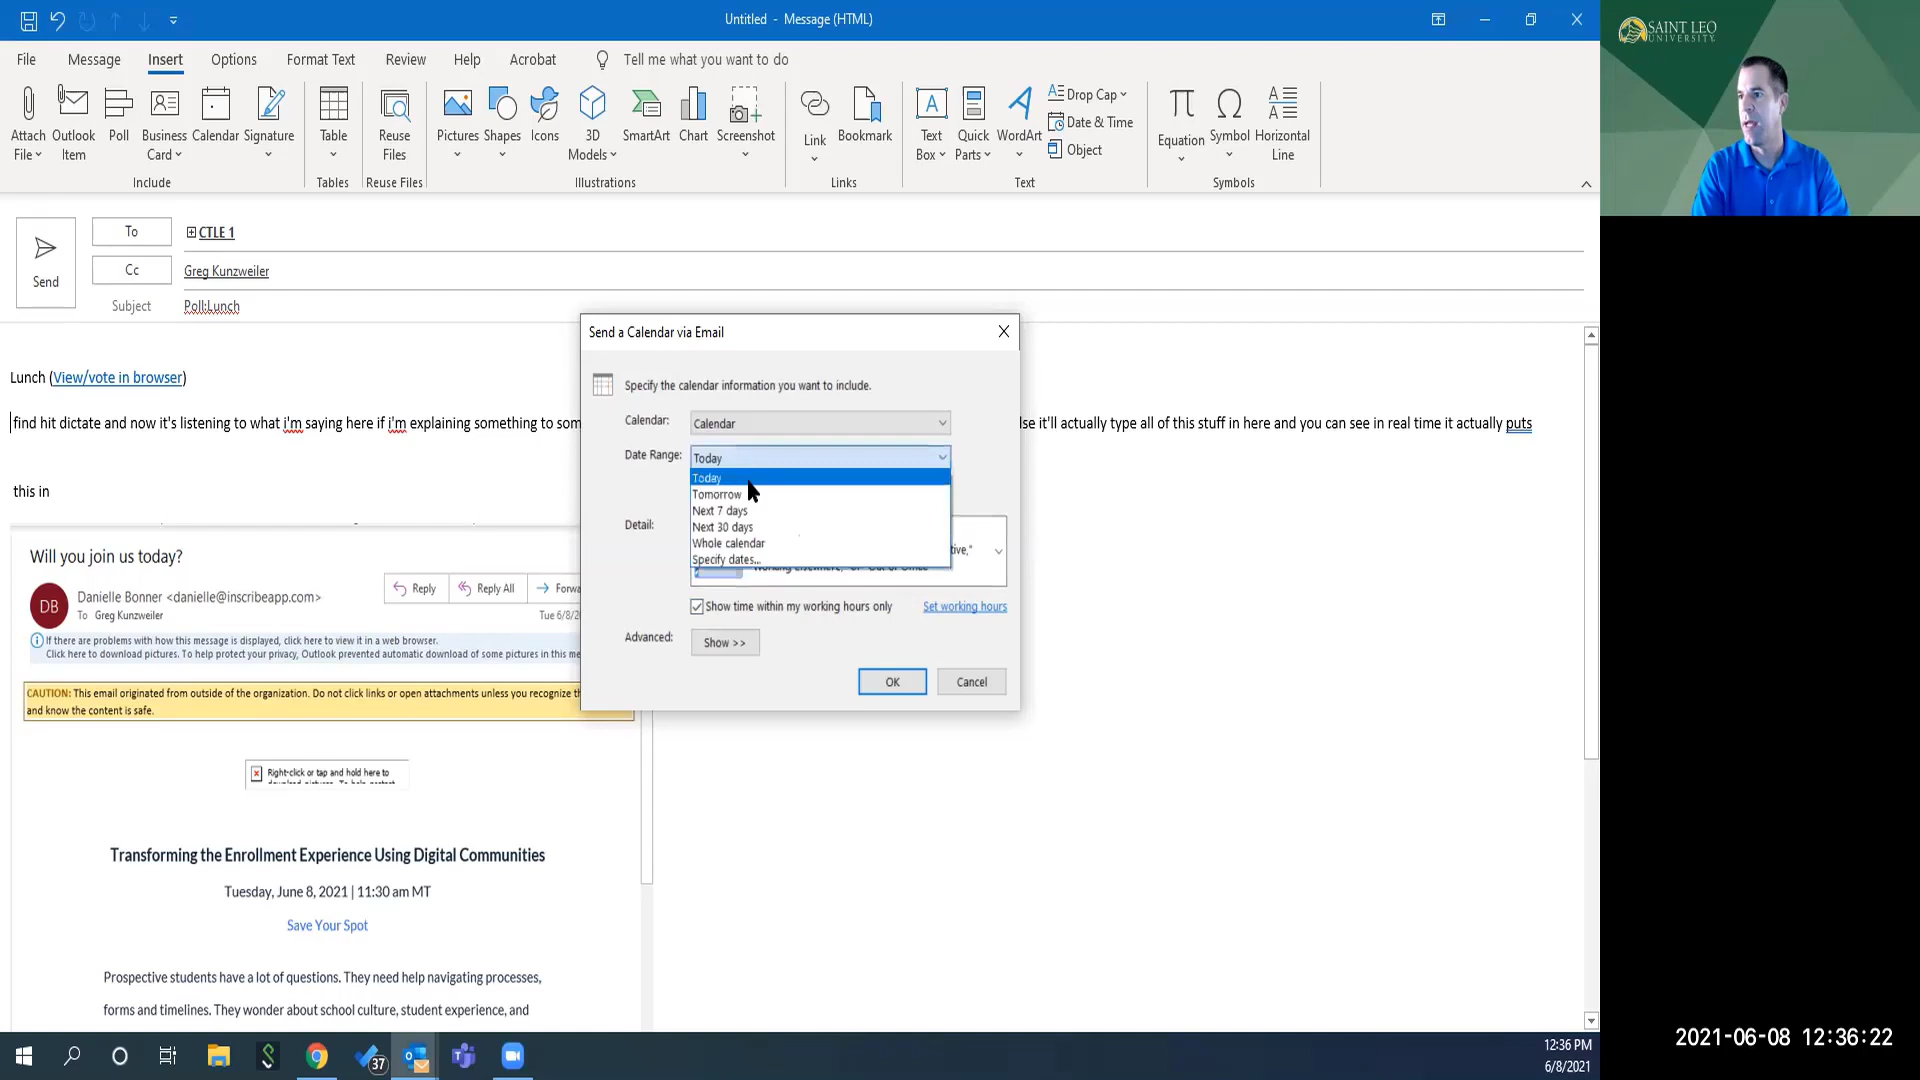 Untitled - Message (HTML)
File Message Insert Options Format Text Review Help Acrobat Tell me what you want to do
Attach File
Outlook Item
Poll
Business Card
Calendar
Signature
Table
Reuse Files
Pictures
Shapes
Icons
3D Models
SmartArt
Chart
Screenshot
Link
Bookmark
Text Box
Quick Parts
WordArt
Drop Cap
Date & Time
Object
Equation
Symbol
Horizontal Line
Include Tables Reuse Files Illustrations Links Text Symbols
SAINT LEO
UNIVERSITY
Send
To CTLE 1
Cc Greg Kunzweiler
Subject Poll:Lunch
Lunch (View/vote in browser)
find hit dictate and now it's listening to what i'm saying here if i'm explaining something to som
lse it'll actually type all of this stuff in here and you can see in real time it actually puts
this in
Send a Calendar via Email
Specify the calendar information you want to include.
Calendar: Calendar
Date Range: Today
Today
Tomorrow
Next 7 days
Next 30 days
Whole calendar
Specify dates...
Detail:
tive,"
Show time within my working hours only Set working hours
Advanced: Show >>
OK Cancel
Will you join us today?
DB
Danielle Bonner <danielle@inscribeapp.com>
To Greg Kunzweiler
Reply Reply All Forwa
Tue 6/8/2
If there are problems with how this message is displayed, click here to view it in a web browser.
Click here to download pictures. To help protect your privacy, Outlook prevented automatic download of some pictures in this me
CAUTION: This email originated from outside of the organization. Do not click links or open attachments unless you recognize th
and know the content is safe.
Right-click or tap and hold here to
Transforming the Enrollment Experience Using Digital Communities
Tuesday, June 8, 2021 | 11:30 am MT
Save Your Spot
Prospective students have a lot of questions. They need help navigating processes,
forms and timelines. They wonder about school culture, student experience, and
37
12:36 PM
6/8/2021
2021-06-08 12:36:22